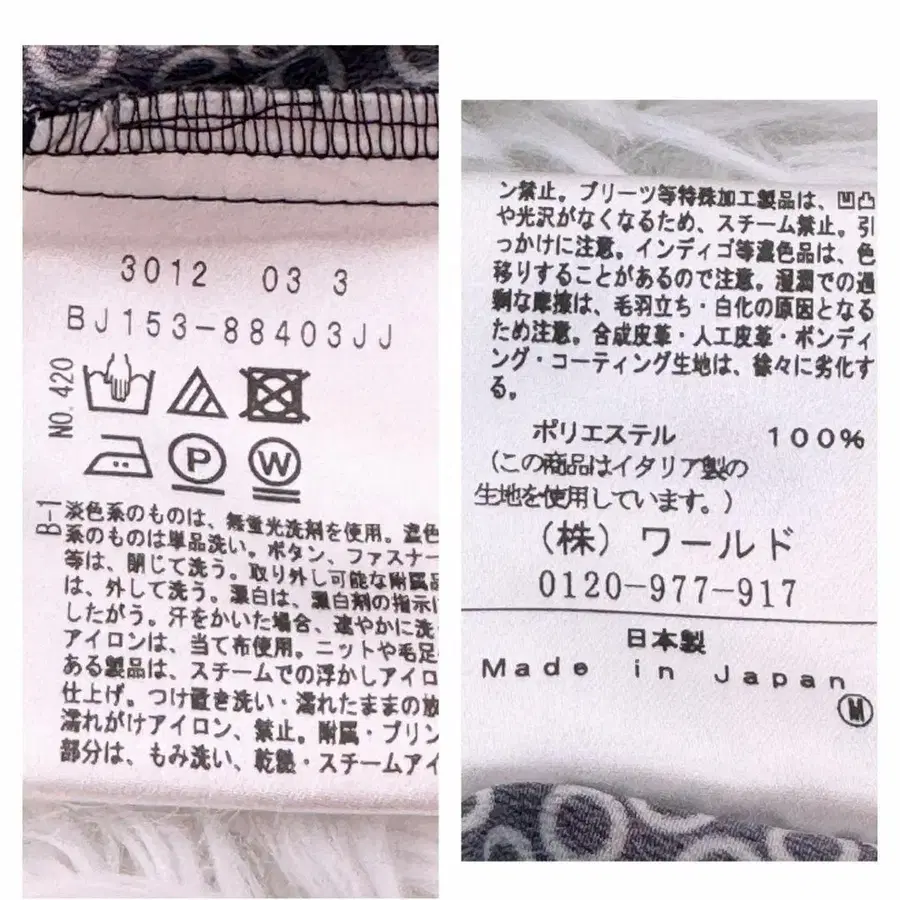 3012 03 3
BJ153-88403JJ
NO. 420
P
W
B-1
淡色系のものは、無蛍光洗剤を使用。濃色
系のものは単品洗い。ボタン、ファスナー
等は、閉じて洗う。取り外し可能な附属品
は、外して洗う。漂白は、漂白剤の指示に
したがう。汗をかいた場合、速やかに洗
アイロンは、当て布使用。ニットや毛足
ある製品は、スチームでの浮かしアイロ
仕上げ。つけ置き洗い・濡れたままの放
濡れがけアイロン、禁止。附属・プリン
部分は、もみ洗い、乾燥・スチームアイ
ン禁止。プリーツ等特殊加工製品は、凹凸
や光沢がなくなるため、スチーム禁止。引
っかけに注意。インディゴ等濃色品は、色
移りすることがあるので注意。湿潤での過
剰な摩擦は、毛羽立ち・白化の原因となる
ため注意。合成皮革・人工皮革・ボンディ
ング・コーティング生地は、徐々に劣化す
る。
ポリエステル 100%
(この商品はイタリア製の
生地を使用しています。)
(株) ワールド
0120-977-917
日本製
Made in Japan
M